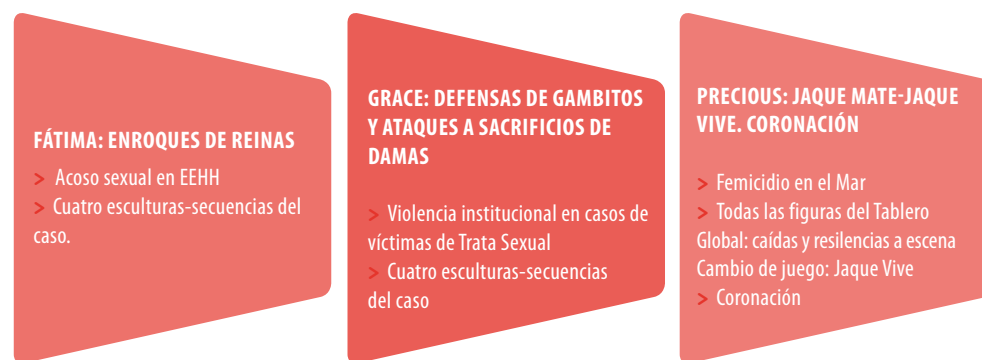 FÁTIMA: ENROQUES DE REINAS
> Acoso sexual en EEHH
> Cuatro esculturas-secuencias del
caso.
GRACE: DEFENSAS DE GAMBITOS
Y ATAQUES A SACRIFICIOS DE
DAMAS
> Violencia institucional en casos de
víctimas de Trata Sexual
> Cuatro esculturas-secuencias
del caso
PRECIOUS: JAQUE MATE-JAQUE
VIVE. CORONACIÓN
> Femicidio en el Mar
> Todas las figuras del Tablero
Global: caídas y resilencias a escena
Cambio de juego: Jaque Vive
> Coronación